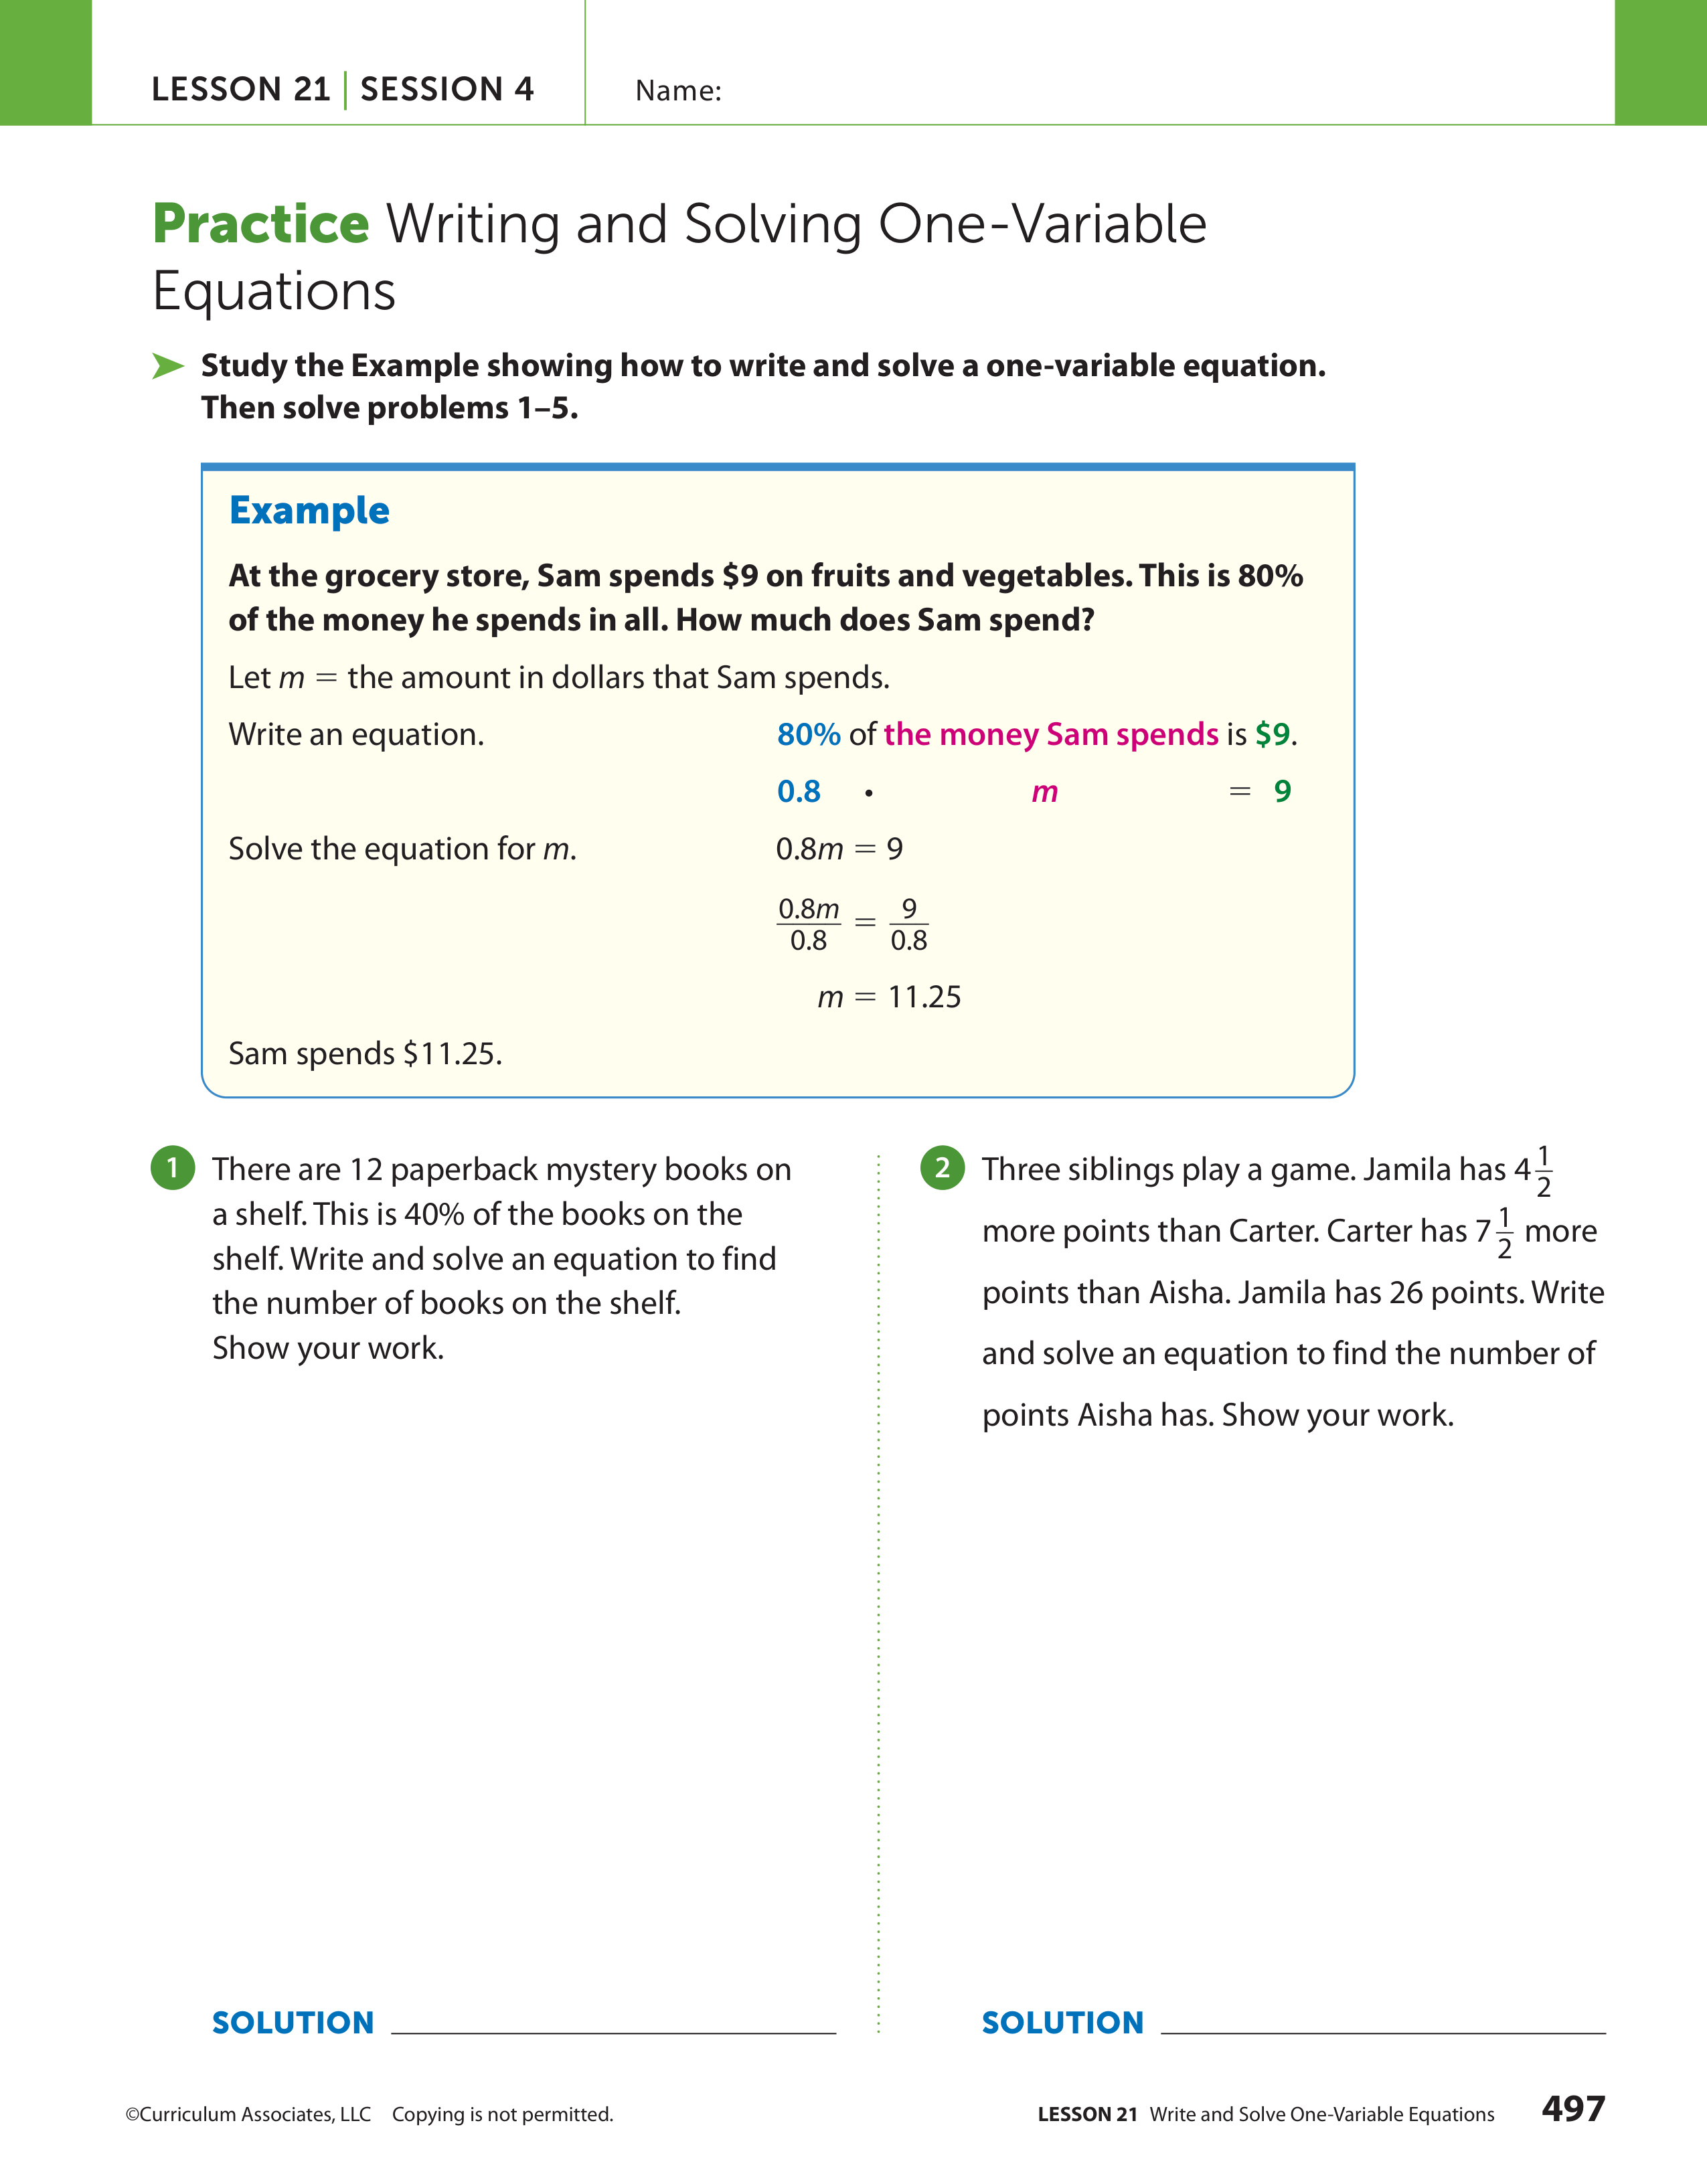 LESSON 21 | SESSION 4
Name:
Practice Writing and Solving One-Variable
Equations
➤ Study the Example showing how to write and solve a one-variable equation.
Then solve problems 1–5.
Example
At the grocery store, Sam spends $9 on fruits and vegetables. This is 80%
of the money he spends in all. How much does Sam spend?
Let m = the amount in dollars that Sam spends.
Write an equation. 80% of the money Sam spends is $9.
0.8 • m = 9
Solve the equation for m. 0.8m = 9
0.8m/0.8 = 9/0.8
m = 11.25
Sam spends $11.25.
1 There are 12 paperback mystery books on
a shelf. This is 40% of the books on the
shelf. Write and solve an equation to find
the number of books on the shelf.
Show your work.
SOLUTION
2 Three siblings play a game. Jamila has 4 1/2
more points than Carter. Carter has 7 1/2 more
points than Aisha. Jamila has 26 points. Write
and solve an equation to find the number of
points Aisha has. Show your work.
SOLUTION
©Curriculum Associates, LLC Copying is not permitted.
LESSON 21 Write and Solve One-Variable Equations 497